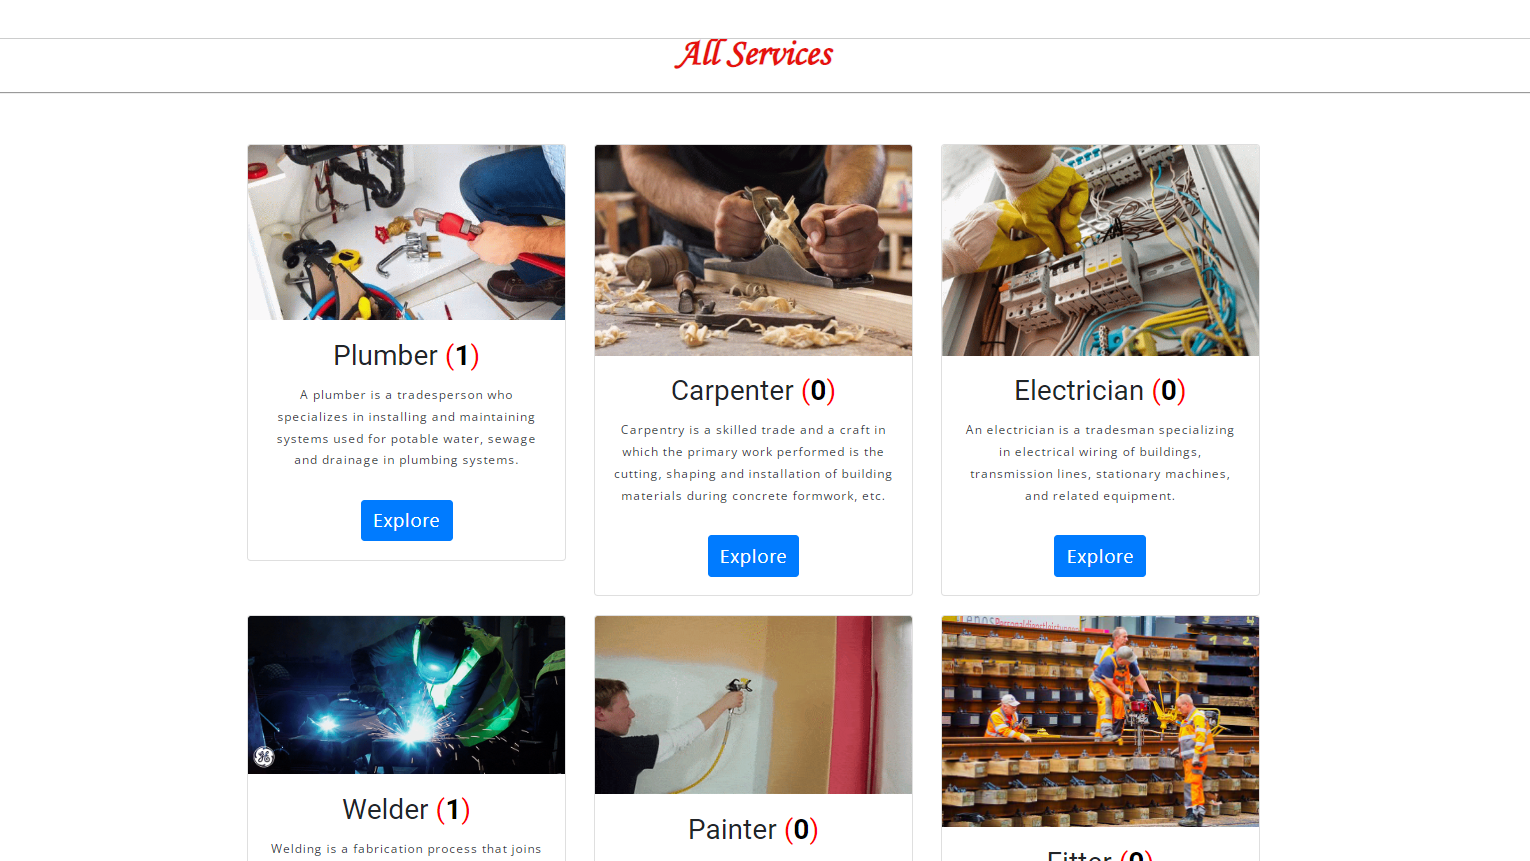 All Services
Plumber (1)
A plumber is a tradesperson who
specializes in installing and maintaining
systems used for potable water, sewage
and drainage in plumbing systems.
Explore
Carpenter (0)
Carpentry is a skilled trade and a craft in
which the primary work performed is the
cutting, shaping and installation of building
materials during concrete formwork, etc.
Explore
Electrician (0)
An electrician is a tradesman specializing
in electrical wiring of buildings,
transmission lines, stationary machines,
and related equipment.
Explore
Welder (1)
Welding is a fabrication process that joins
Painter (0)
Fitter (0)